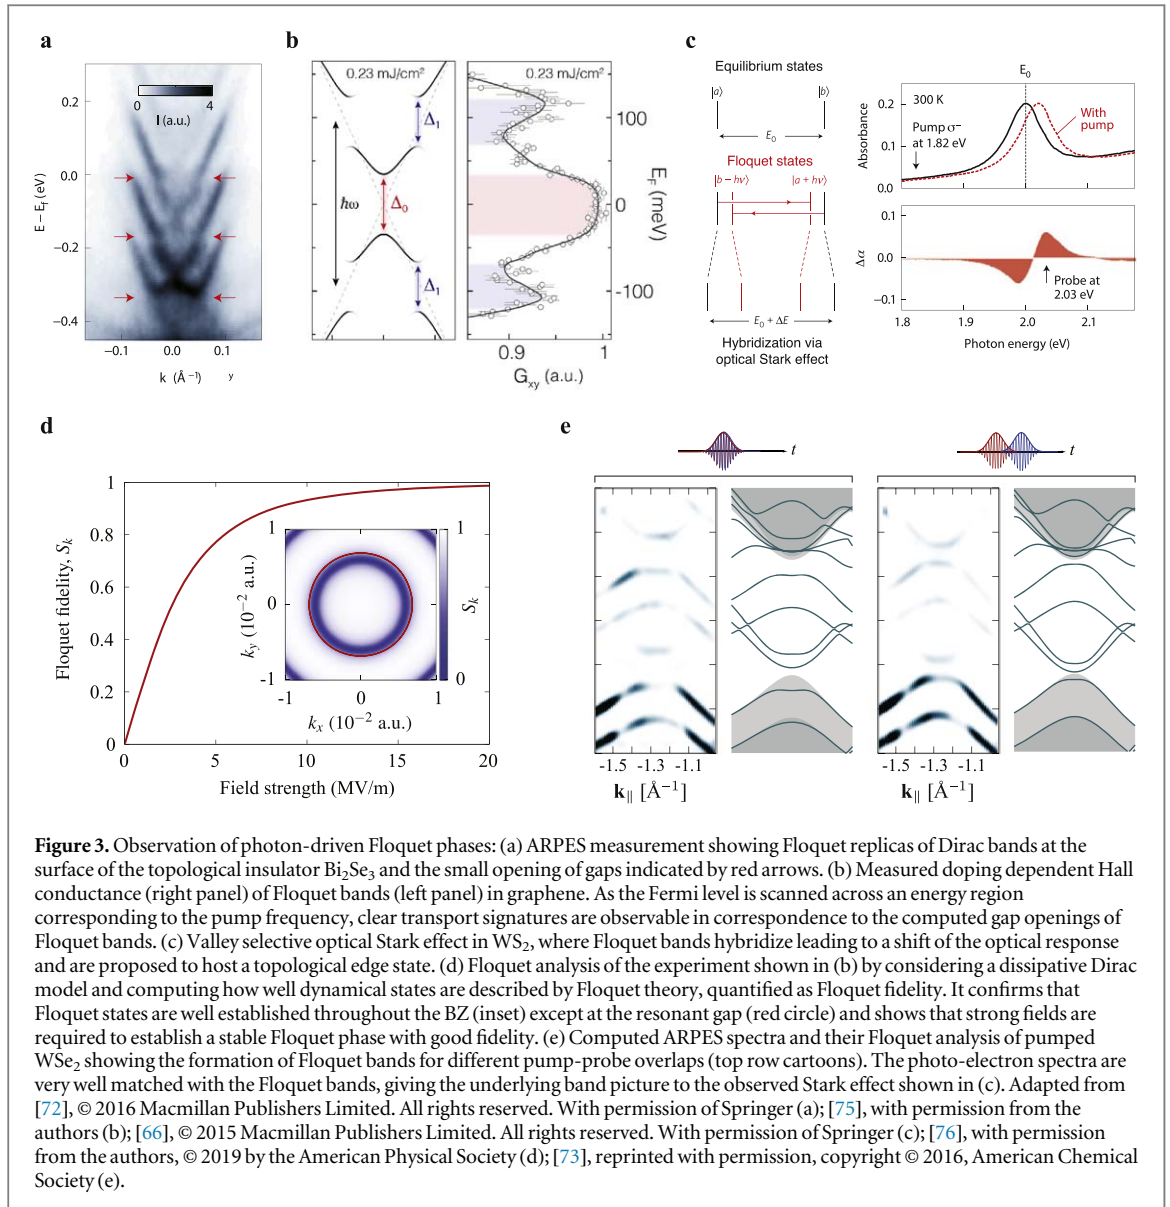 a
I (a.u.)
0 4
E − Ef (eV)
0.2
0.0
−0.2
−0.4
−0.1 0.0 0.1
k (Å −1) y
b
0.23 mJ/cm² 0.23 mJ/cm²
Δ1
ħω
Δ0
Δ1
100
0
-100
EF (meV)
0.9 1
Gxy (a.u.)
c
Equilibrium states
|a⟩ |b⟩
E0
Floquet states
|b − hν⟩ |a + hν⟩
E0 + ΔE
Hybridization via
optical Stark effect
E0
300 K
Pump σ−
at 1.82 eV
With
pump
Absorbance
0.2
0.1
0.0
Δα
0.1
0.0
−0.1
Probe at
2.03 eV
1.8 1.9 2.0 2.1
Photon energy (eV)
d
Floquet fidelity, Sk
1
0.8
0.6
0.4
0.2
0
0 5 10 15 20
Field strength (MV/m)
1
0
-1
ky (10−2 a.u.)
-1 0 1
kx (10−2 a.u.)
1
0
Sk
e
t t
-1.5 -1.3 -1.1 -1.5 -1.3 -1.1
k∥ [Å−1] k∥ [Å−1]
Figure 3. Observation of photon-driven Floquet phases: (a) ARPES measurement showing Floquet replicas of Dirac bands at the
surface of the topological insulator Bi2Se3 and the small opening of gaps indicated by red arrows. (b) Measured doping dependent Hall
conductance (right panel) of Floquet bands (left panel) in graphene. As the Fermi level is scanned across an energy region
corresponding to the pump frequency, clear transport signatures are observable in correspondence to the computed gap openings of
Floquet bands. (c) Valley selective optical Stark effect in WS2, where Floquet bands hybridize leading to a shift of the optical response
and are proposed to host a topological edge state. (d) Floquet analysis of the experiment shown in (b) by considering a dissipative Dirac
model and computing how well dynamical states are described by Floquet theory, quantified as Floquet fidelity. It confirms that
Floquet states are well established throughout the BZ (inset) except at the resonant gap (red circle) and shows that strong fields are
required to establish a stable Floquet phase with good fidelity. (e) Computed ARPES spectra and their Floquet analysis of pumped
WSe2 showing the formation of Floquet bands for different pump-probe overlaps (top row cartoons). The photo-electron spectra are
very well matched with the Floquet bands, giving the underlying band picture to the observed Stark effect shown in (c). Adapted from
[72], © 2016 Macmillan Publishers Limited. All rights reserved. With permission of Springer (a); [75], with permission from the
authors (b); [66], © 2015 Macmillan Publishers Limited. All rights reserved. With permission of Springer (c); [76], with permission
from the authors, © 2019 by the American Physical Society (d); [73], reprinted with permission, copyright © 2016, American Chemical
Society (e).